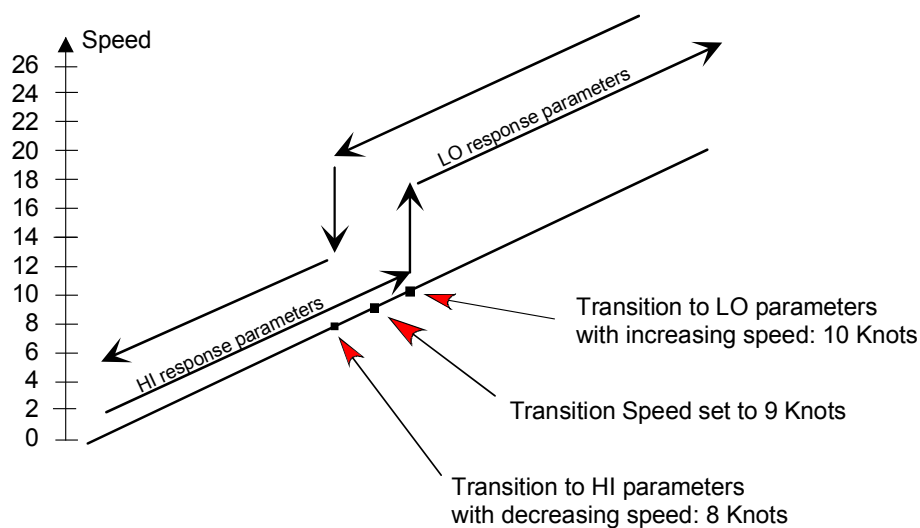 Speed
26
24
22
20
18
16
14
12
10
8
6
4
2
0
LO response parameters
HI response parameters
Transition to LO parameters
with increasing speed: 10 Knots
Transition Speed set to 9 Knots
Transition to HI parameters
with decreasing speed: 8 Knots